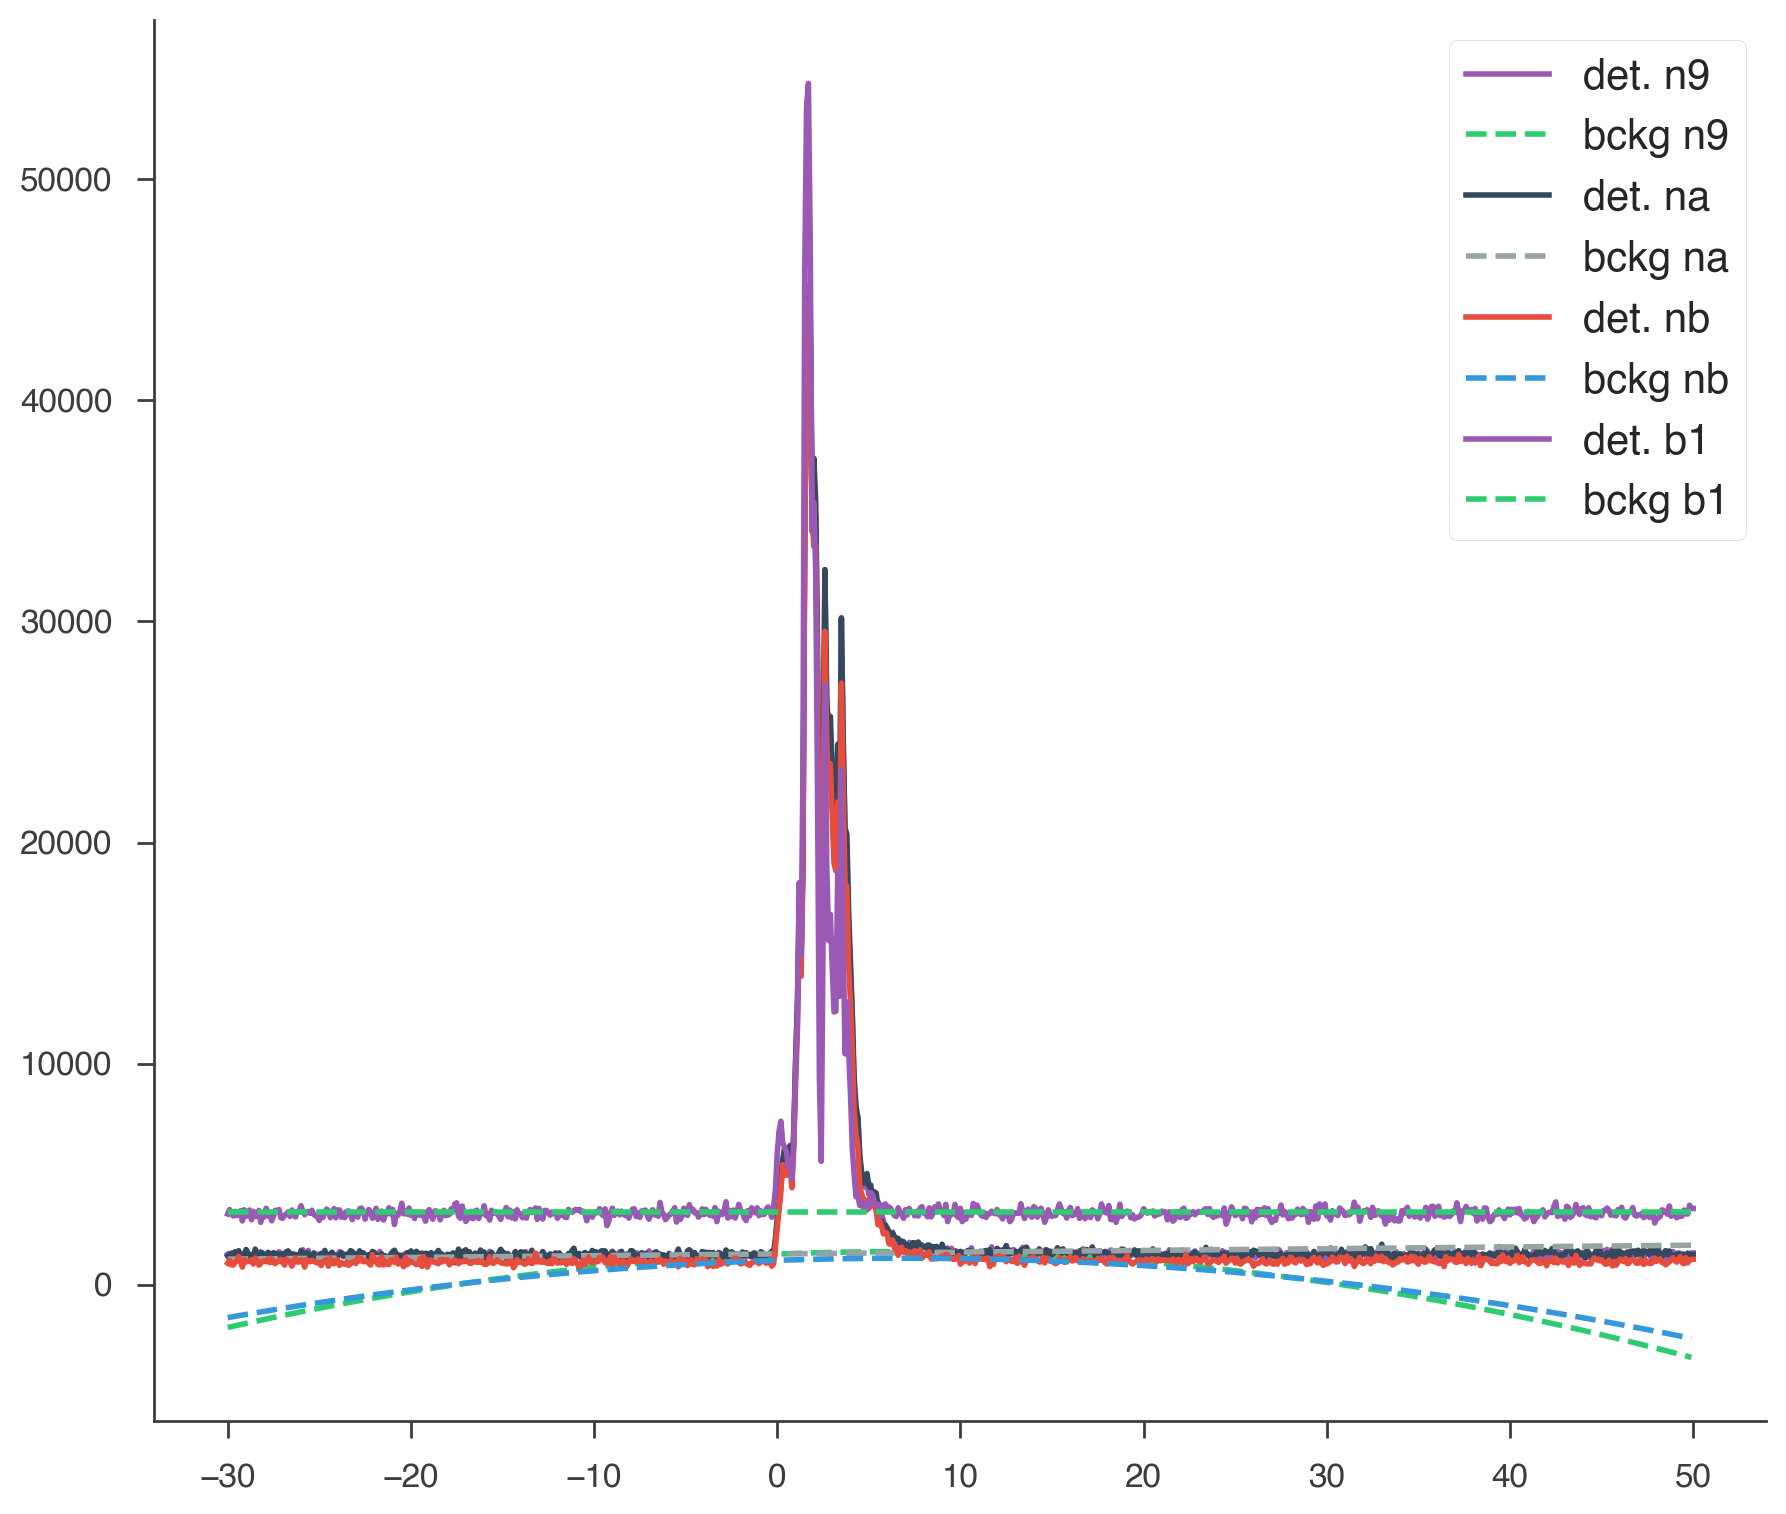 det. n9
bckg n9
det. na
bckg na
det. nb
bckg nb
det. b1
bckg b1
50000
40000
30000
20000
10000
0
−30
−20
−10
0
10
20
30
40
50